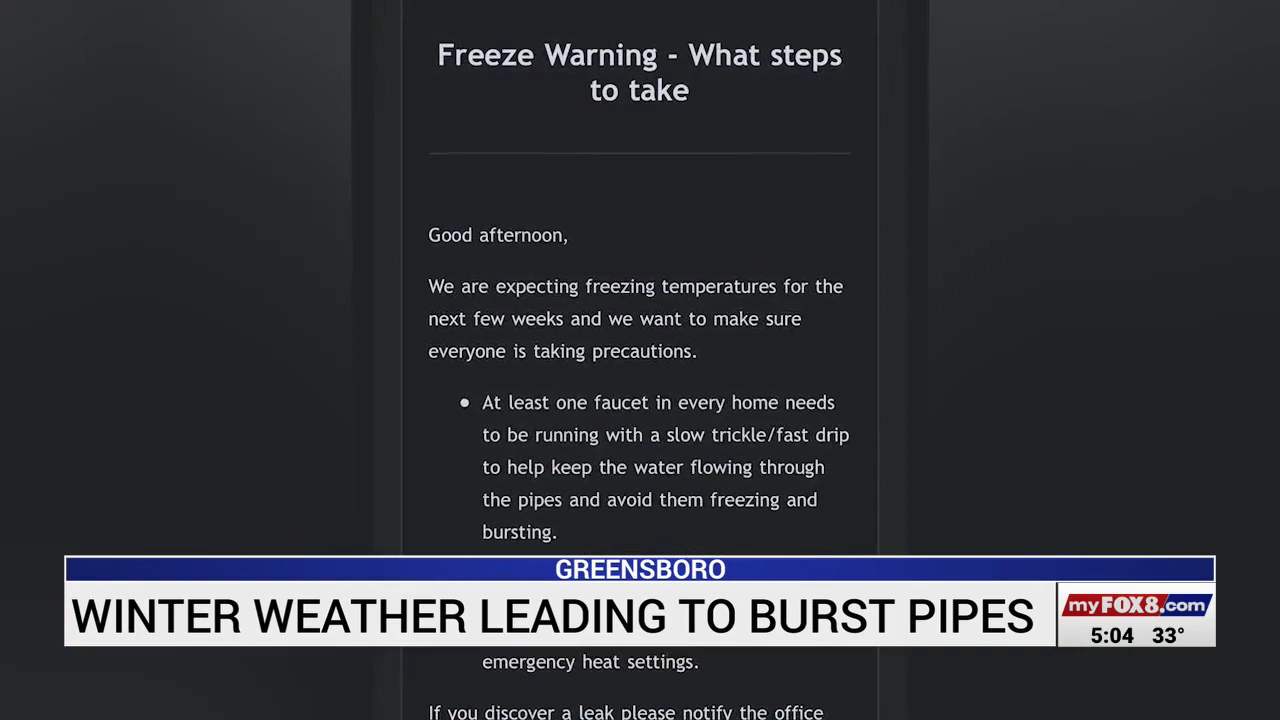 Freeze Warning - What steps
to take
Good afternoon,
We are expecting freezing temperatures for the
next few weeks and we want to make sure
everyone is taking precautions.
• At least one faucet in every home needs
to be running with a slow trickle/fast drip
to help keep the water flowing through
the pipes and avoid them freezing and
bursting.
GREENSBORO
WINTER WEATHER LEADING TO BURST PIPES
myFOX8.com
5:04 33°
emergency heat settings.
If you discover a leak please notify the office